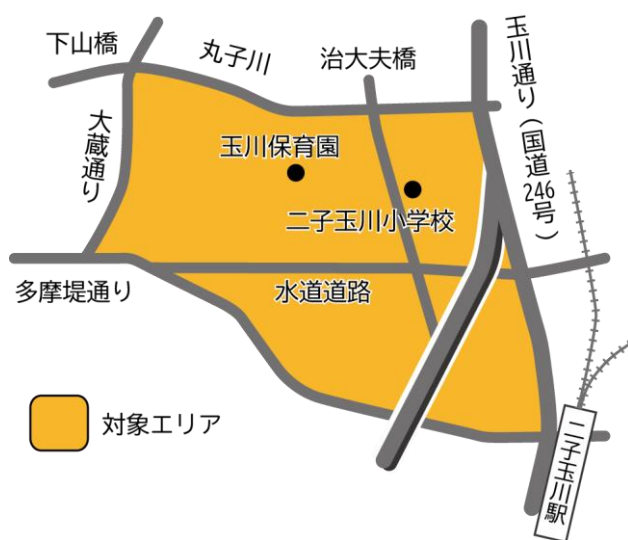 下山橋
丸子川
治大夫橋
玉川通り(国道246号)
大蔵通り
玉川保育園
二子玉川小学校
多摩堤通り
水道道路
対象エリア
二子玉川駅